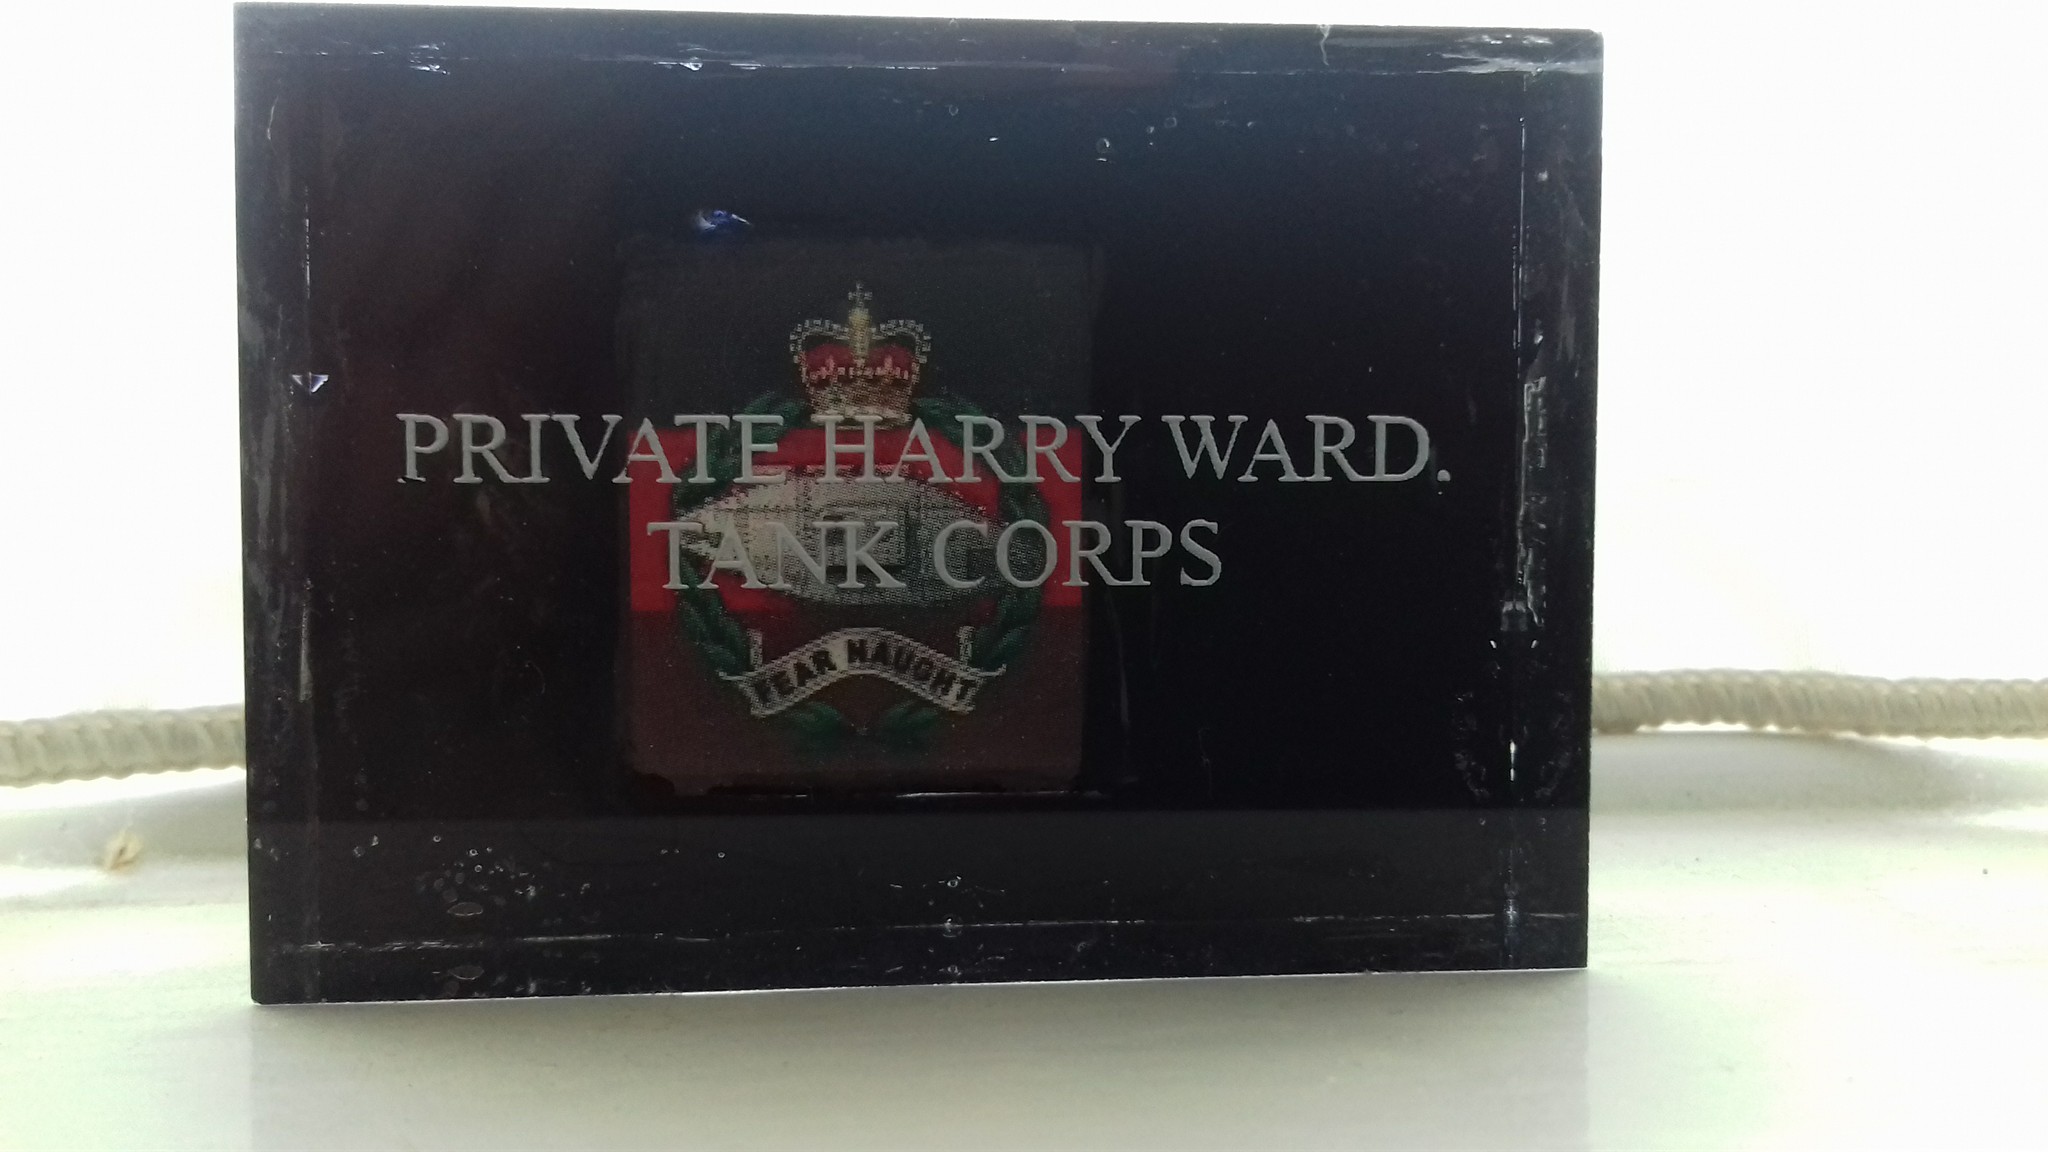 PRIVATE HARRY WARD.
TANK CORPS
FEAR NAUGHT